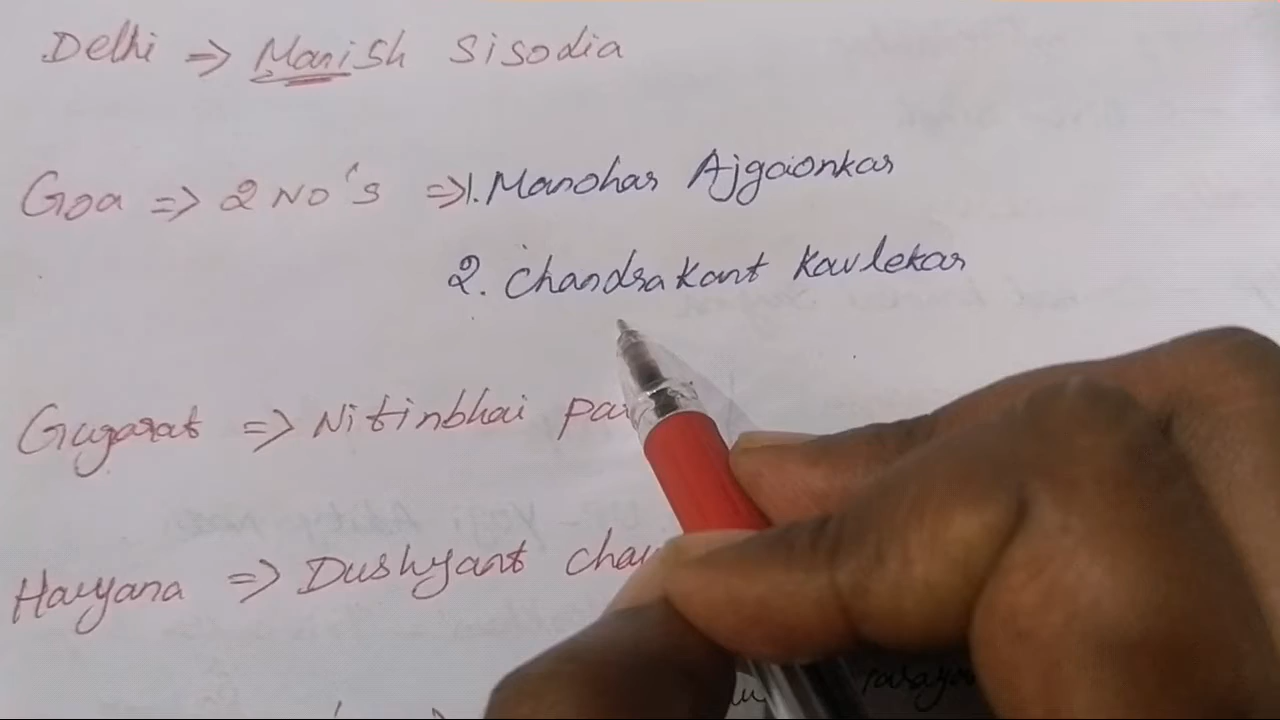 Delhi => Manish Sisodia
Goa => 2 No's => 1. Manohar Ajgaonkar
2. Chandrakant Kavlekar
Gujarat => Nitinbhai
Haryana => Dushyant